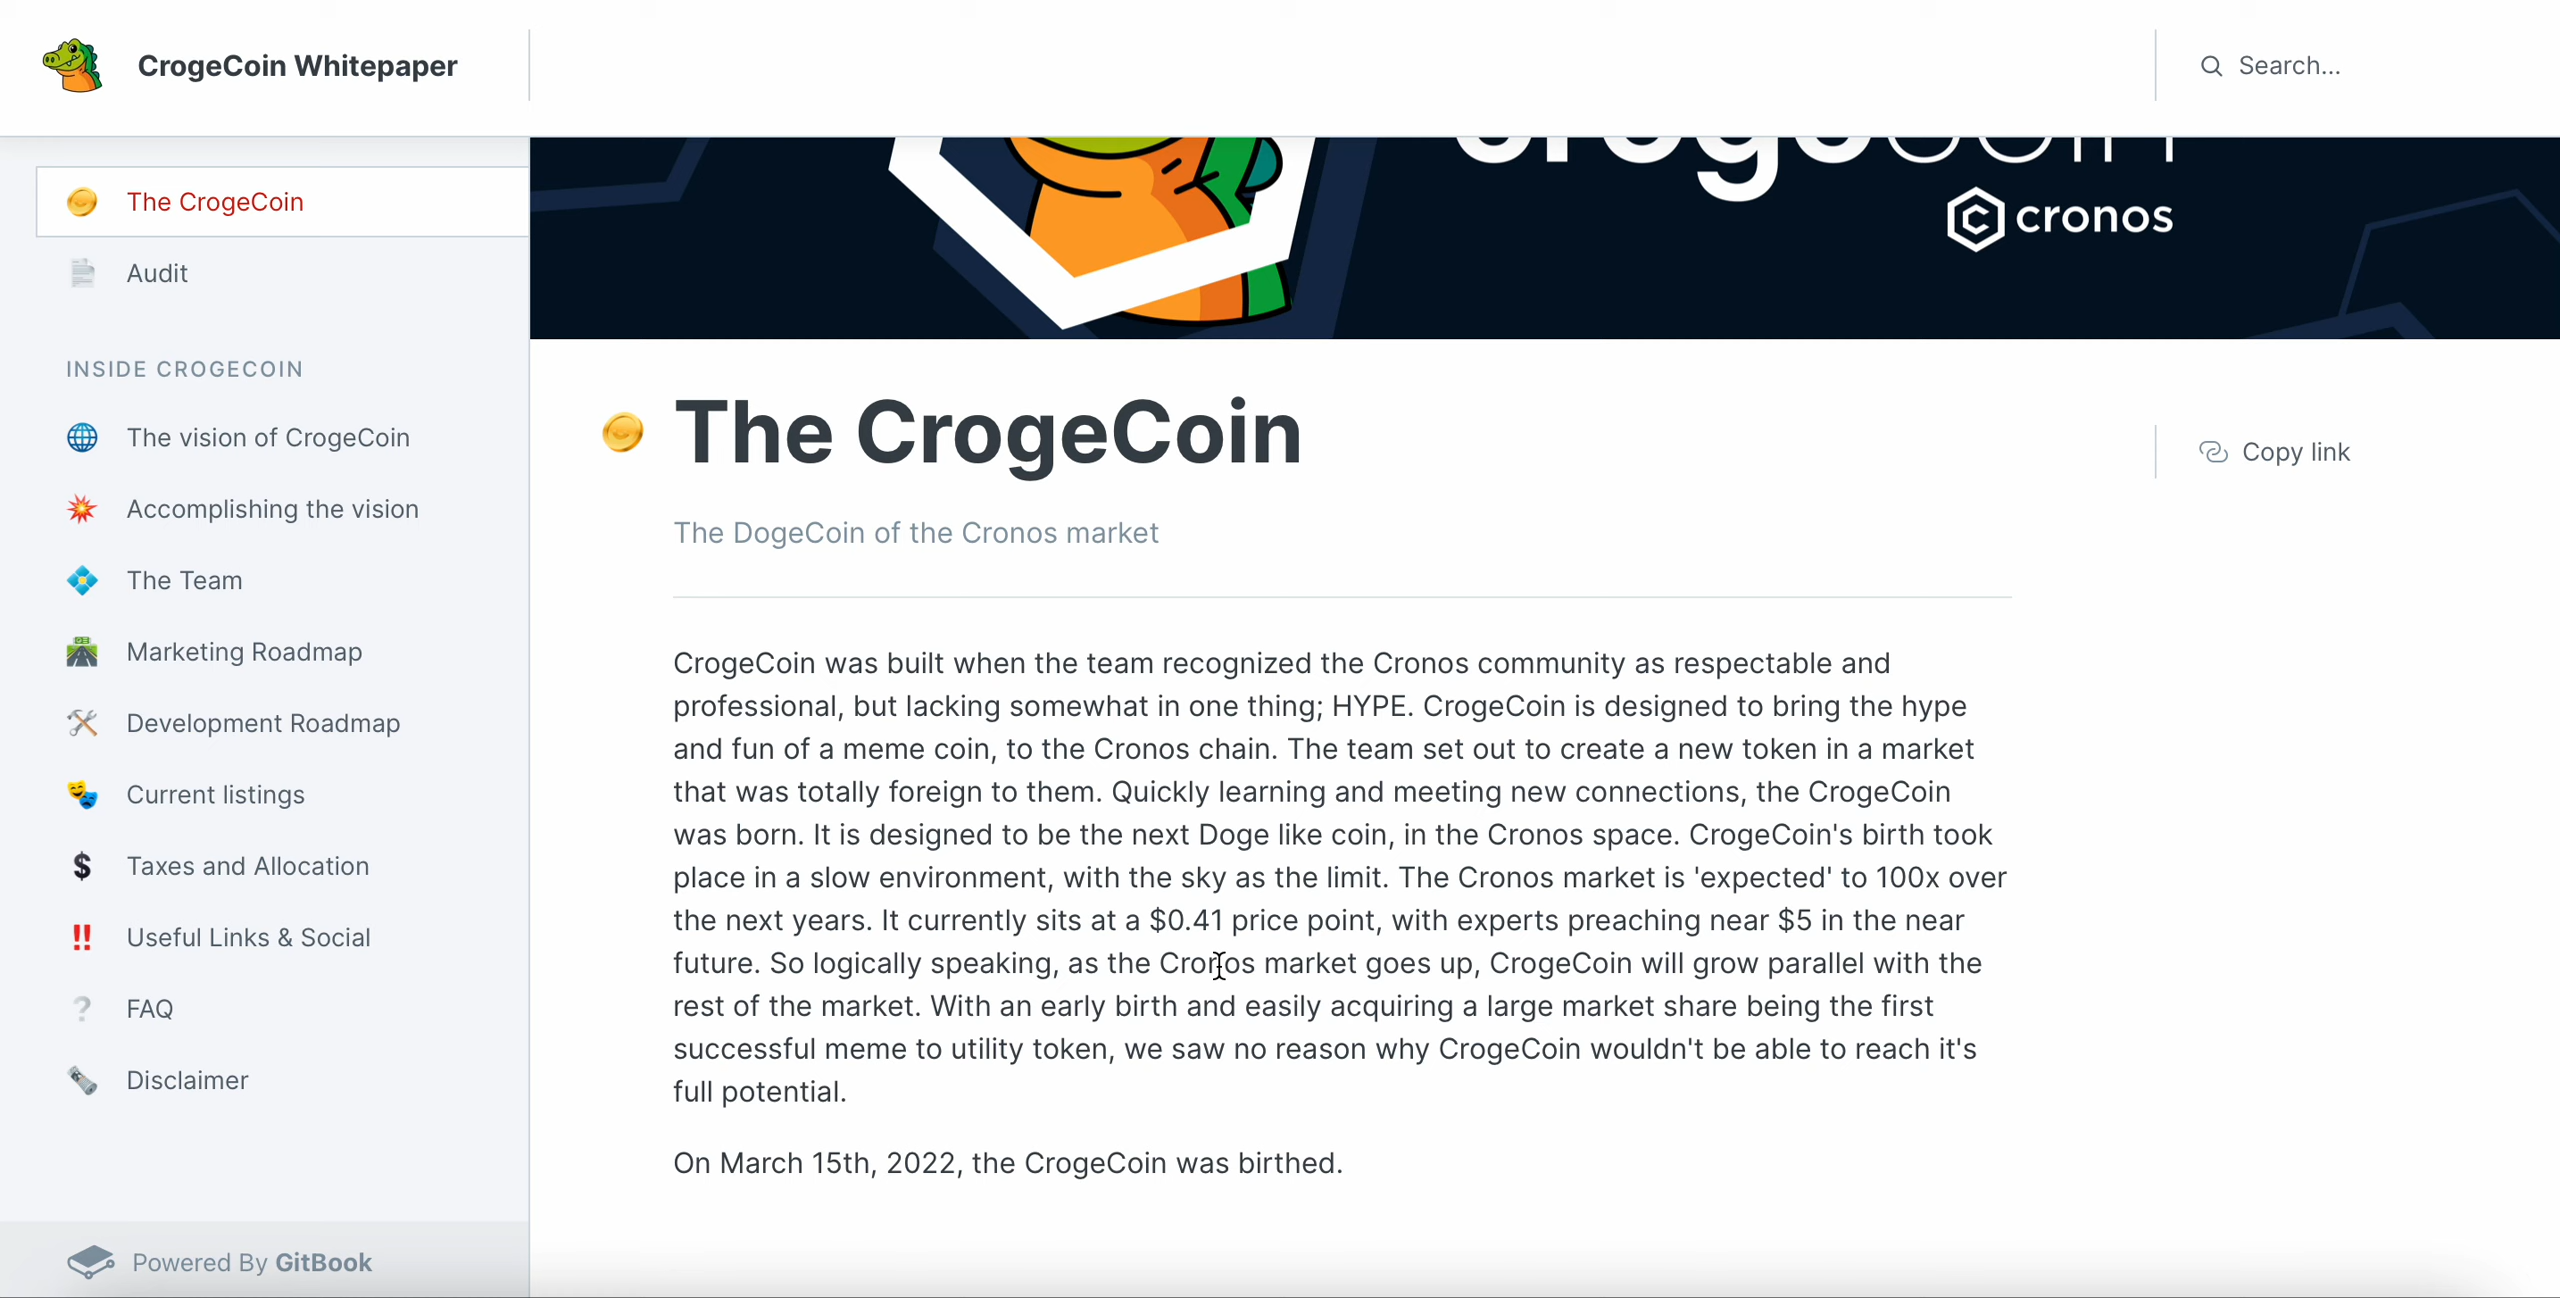 CrogeCoin Whitepaper
Search...
The CrogeCoin
Audit
INSIDE CROGECOIN
The vision of CrogeCoin
Accomplishing the vision
The Team
Marketing Roadmap
Development Roadmap
Current listings
Taxes and Allocation
Useful Links & Social
FAQ
Disclaimer
Powered By GitBook
crogecoin
cronos
The CrogeCoin
Copy link
The DogeCoin of the Cronos market
CrogeCoin was built when the team recognized the Cronos community as respectable and
professional, but lacking somewhat in one thing; HYPE. CrogeCoin is designed to bring the hype
and fun of a meme coin, to the Cronos chain. The team set out to create a new token in a market
that was totally foreign to them. Quickly learning and meeting new connections, the CrogeCoin
was born. It is designed to be the next Doge like coin, in the Cronos space. CrogeCoin's birth took
place in a slow environment, with the sky as the limit. The Cronos market is 'expected' to 100x over
the next years. It currently sits at a $0.41 price point, with experts preaching near $5 in the near
future. So logically speaking, as the Cronos market goes up, CrogeCoin will grow parallel with the
rest of the market. With an early birth and easily acquiring a large market share being the first
successful meme to utility token, we saw no reason why CrogeCoin wouldn't be able to reach it's
full potential.
On March 15th, 2022, the CrogeCoin was birthed.